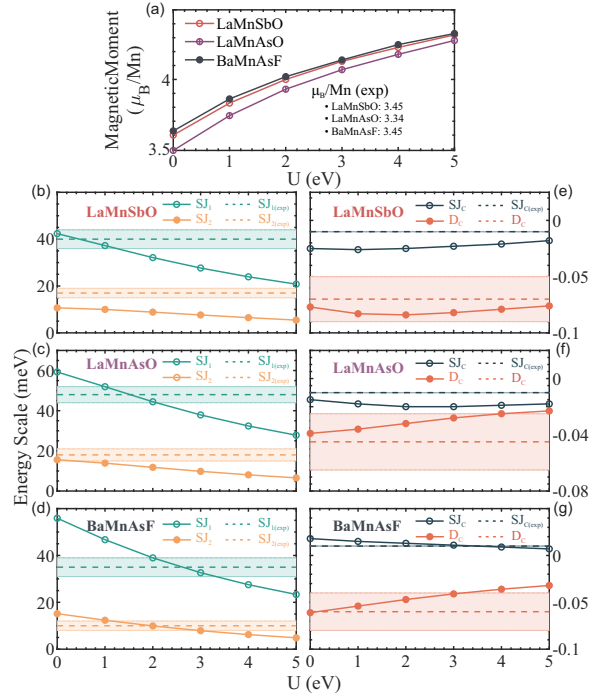 (a)
LaMnSbO
LaMnAsO
BaMnAsF
MagneticMoment
(μB/Mn)
4
3.5
μB/Mn (exp)
• LaMnSbO: 3.45
• LaMnAsO: 3.34
• BaMnAsF: 3.45
0 1 2 3 4 5
U (eV)
(b)
LaMnSbO
SJ1 SJ1(exp)
SJ2 SJ2(exp)
40
20
0
(e)
LaMnSbO
SJC SJC(exp)
DC DC
0
-0.05
-0.1
Energy Scale (meV)
(c)
LaMnAsO
SJ1 SJ1(exp)
SJ2 SJ2(exp)
60
40
20
0
(f)
LaMnAsO
SJC SJC(exp)
DC DC
0
-0.04
-0.08
(d)
BaMnAsF
SJ1 SJ1(exp)
SJ2 SJ2(exp)
40
20
0
0 1 2 3 4 5
U (eV)
(g)
BaMnAsF
SJC SJC(exp)
DC DC
0
-0.05
-0.1
0 1 2 3 4 5
U (eV)